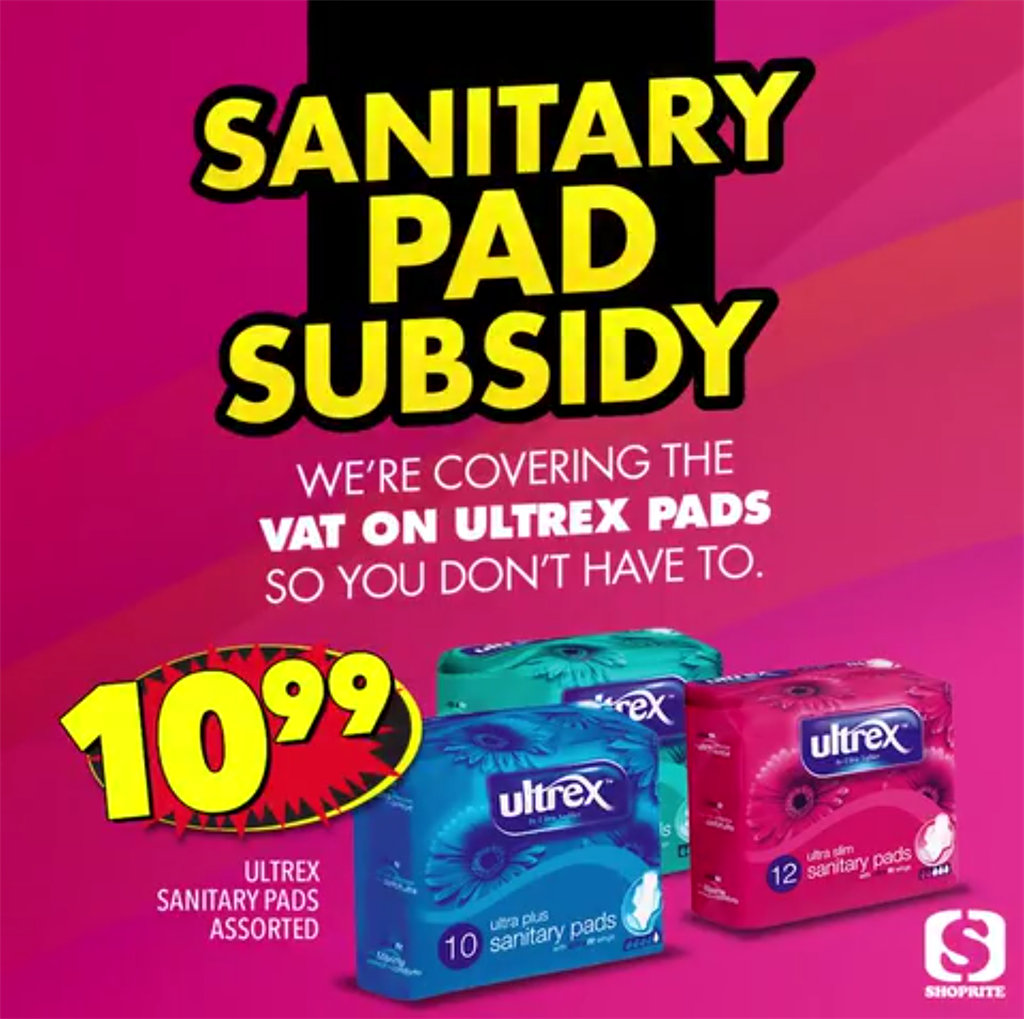 SANITARY
PAD
SUBSIDY
WE'RE COVERING THE
VAT ON ULTREX PADS
SO YOU DON'T HAVE TO.
1099
ULTREX
SANITARY PADS
ASSORTED
ultrex
10 ultra plus
sanitary pads
ultrex
12 ultra slim
sanitary pads
SHOPRITE